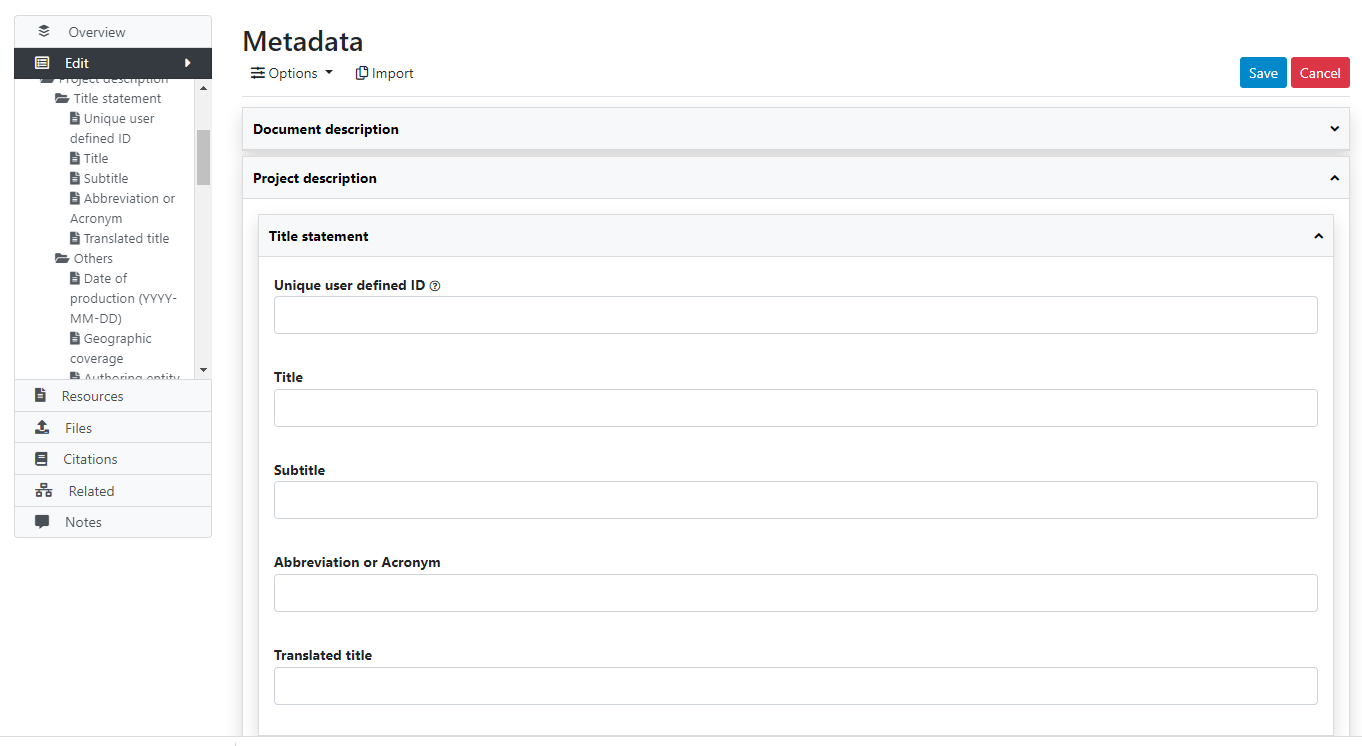 Overview
Edit
Project description
Title statement
Unique user
defined ID
Title
Subtitle
Abbreviation or
Acronym
Translated title
Others
Date of
production (YYYY-
MM-DD)
Geographic
coverage
Authoring entity
Resources
Files
Citations
Related
Notes
Metadata
Options
Import
Save
Cancel
Document description
Project description
Title statement
Unique user defined ID
Title
Subtitle
Abbreviation or Acronym
Translated title